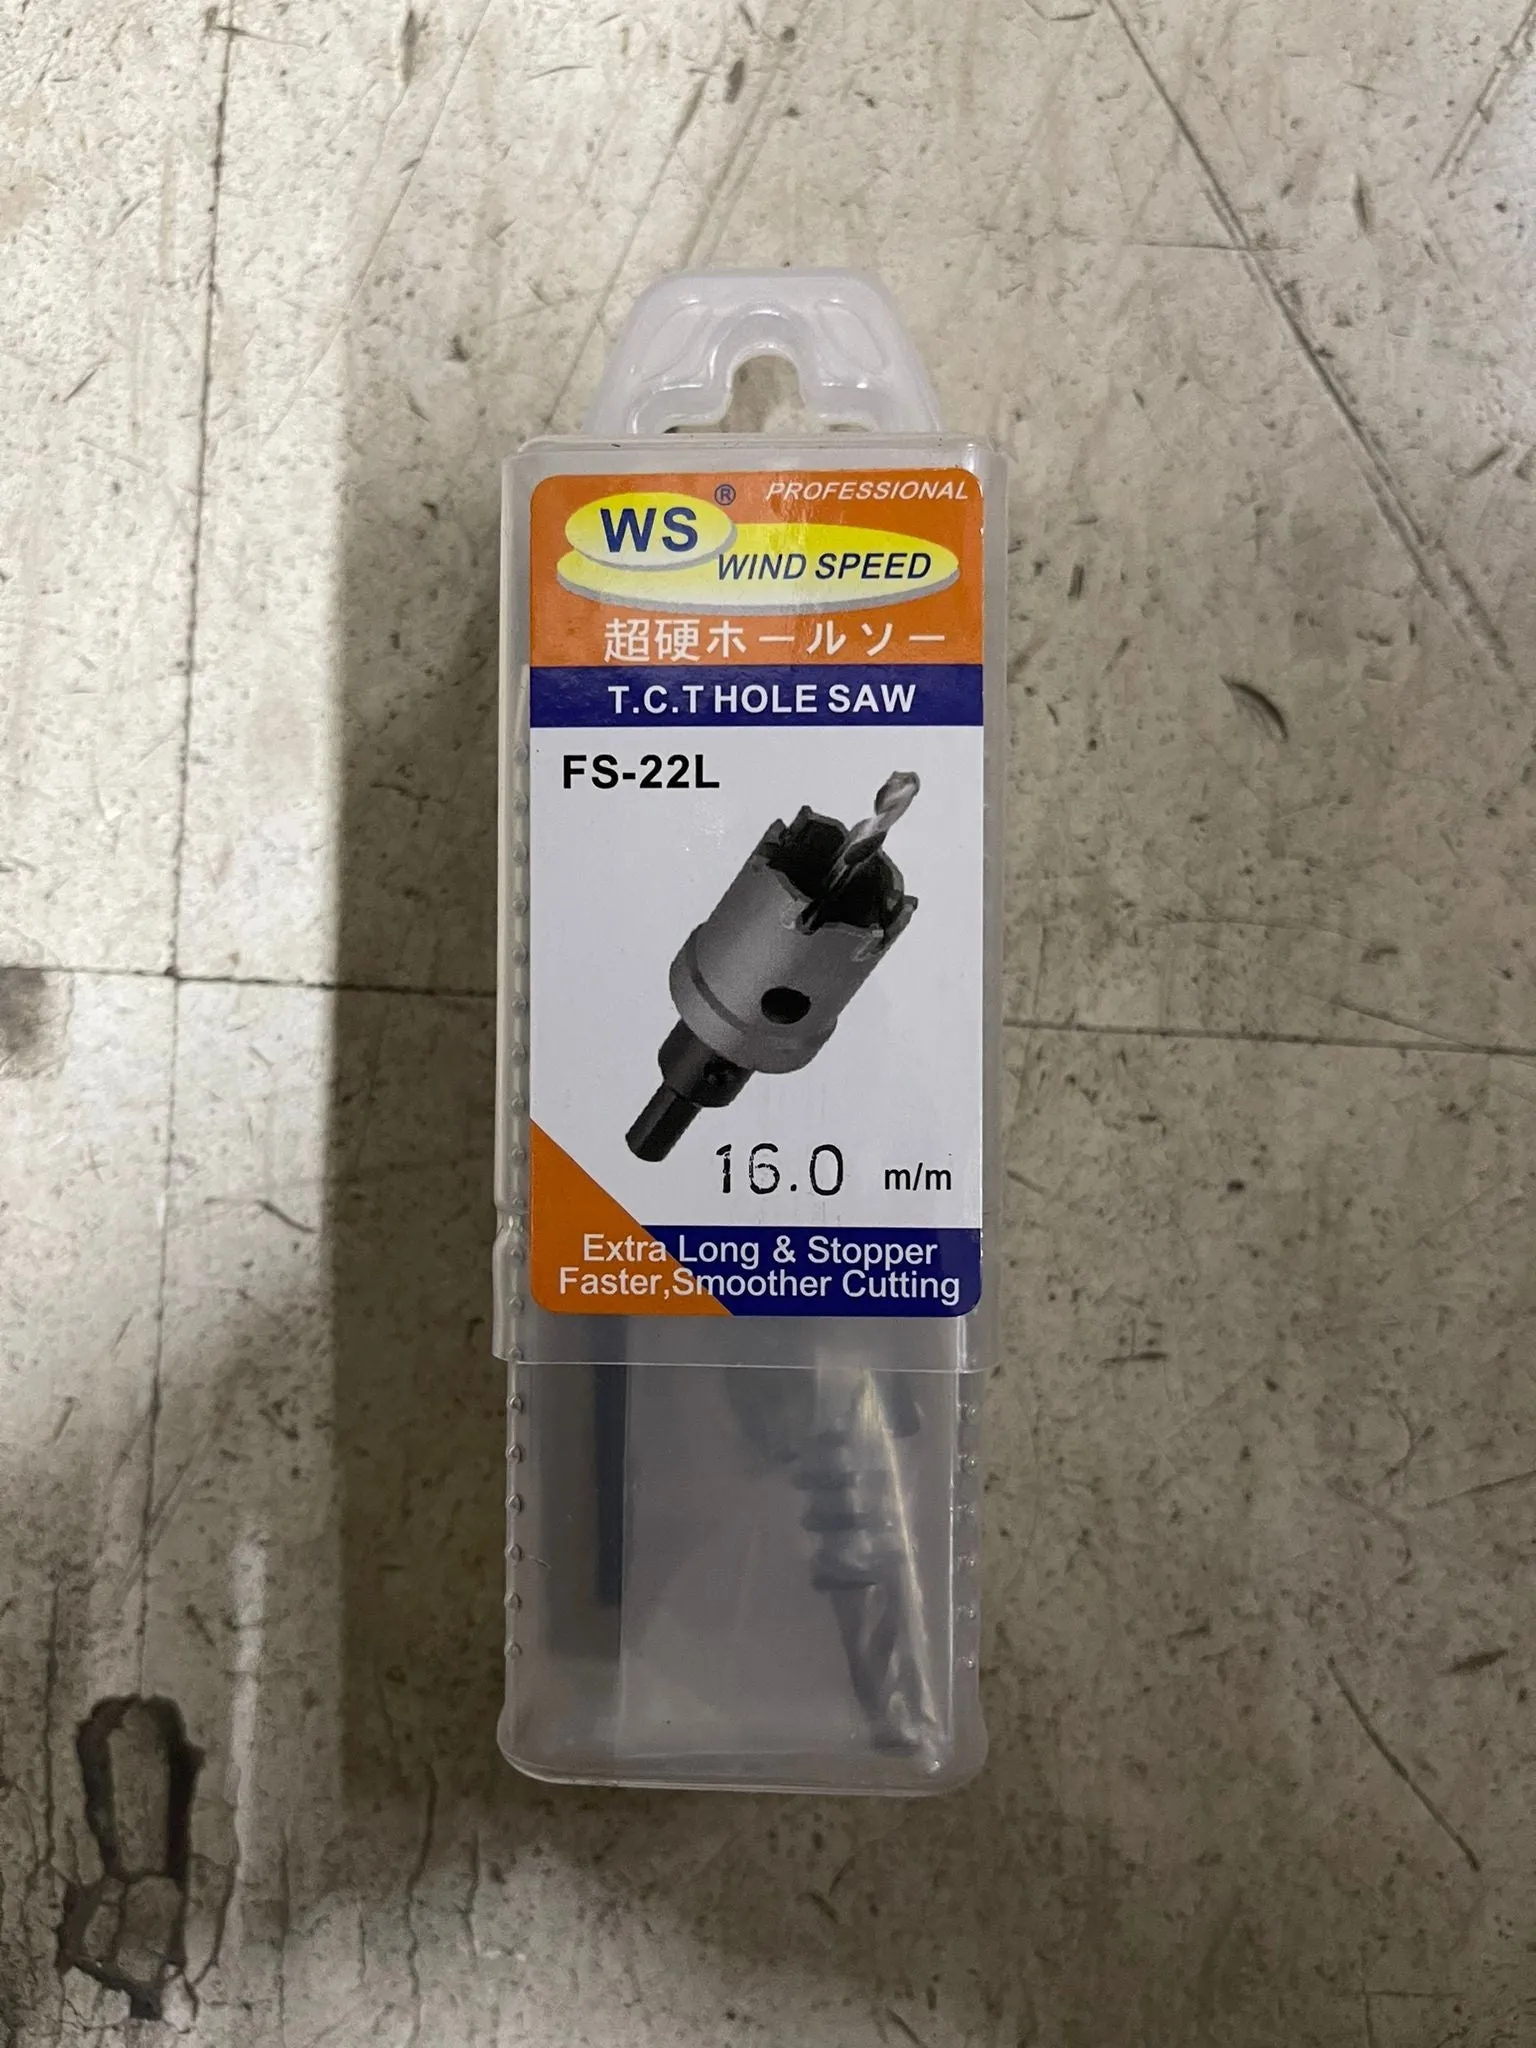 PROFESSIONAL
WS®
WIND SPEED
超硬ホールソー
T.C.T HOLE SAW
FS-22L
16.0 m/m
Extra Long & Stopper
Faster,Smoother Cutting